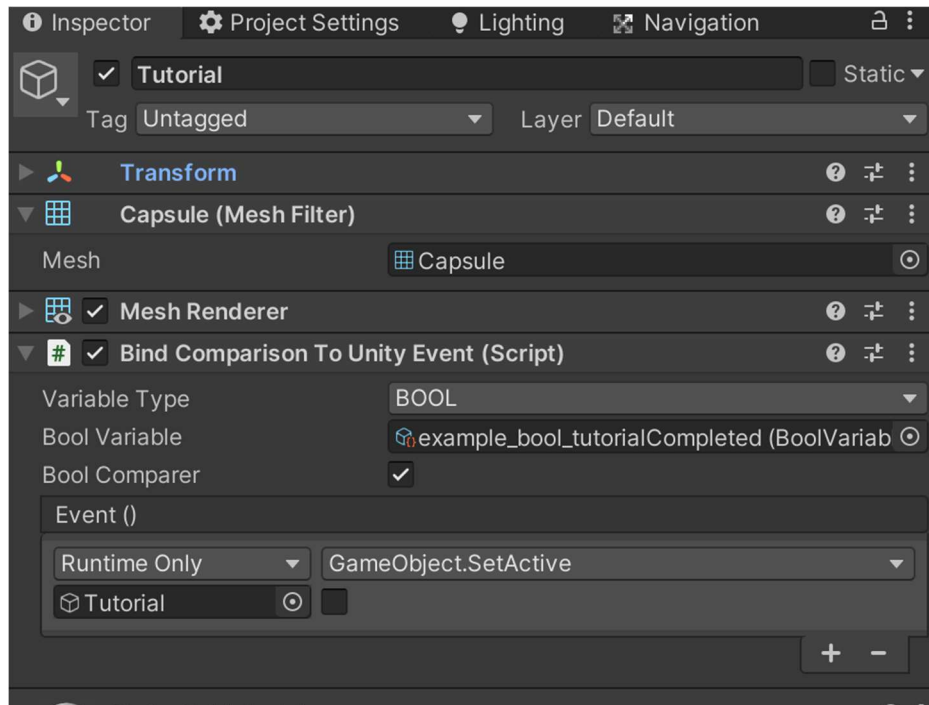 Inspector Project Settings Lighting Navigation
Tutorial Static
Tag Untagged Layer Default
Transform
Capsule (Mesh Filter)
Mesh Capsule
Mesh Renderer
# Bind Comparison To Unity Event (Script)
Variable Type BOOL
Bool Variable example_bool_tutorialCompleted (BoolVariab
Bool Comparer
Event ()
Runtime Only GameObject.SetActive
Tutorial